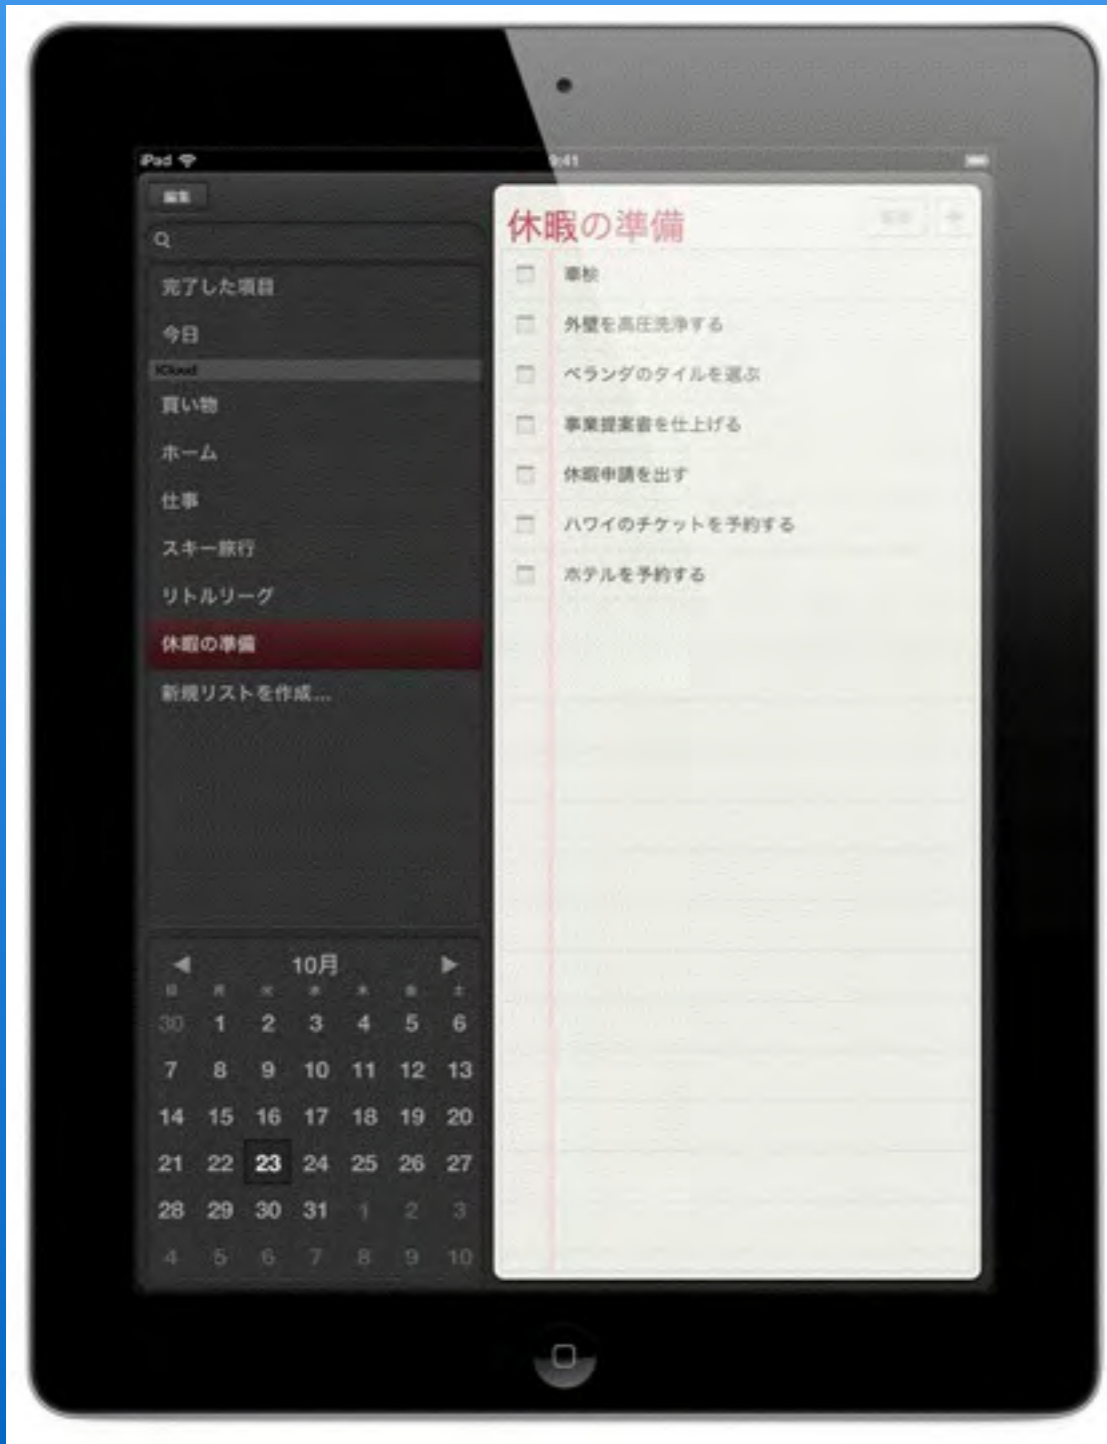 iPad
9:41
編集
完了した項目
今日
iCloud
買い物
ホーム
仕事
スキー旅行
リトルリーグ
休暇の準備
新規リストを作成...
10月
日 月 火 水 木 金 土
30 1 2 3 4 5 6
7 8 9 10 11 12 13
14 15 16 17 18 19 20
21 22 23 24 25 26 27
28 29 30 31 1 2 3
4 5 6 7 8 9 10
休暇の準備
車検
外壁を高圧洗浄する
ベランダのタイルを選ぶ
事業提案書を仕上げる
休暇申請を出す
ハワイのチケットを予約する
ホテルを予約する